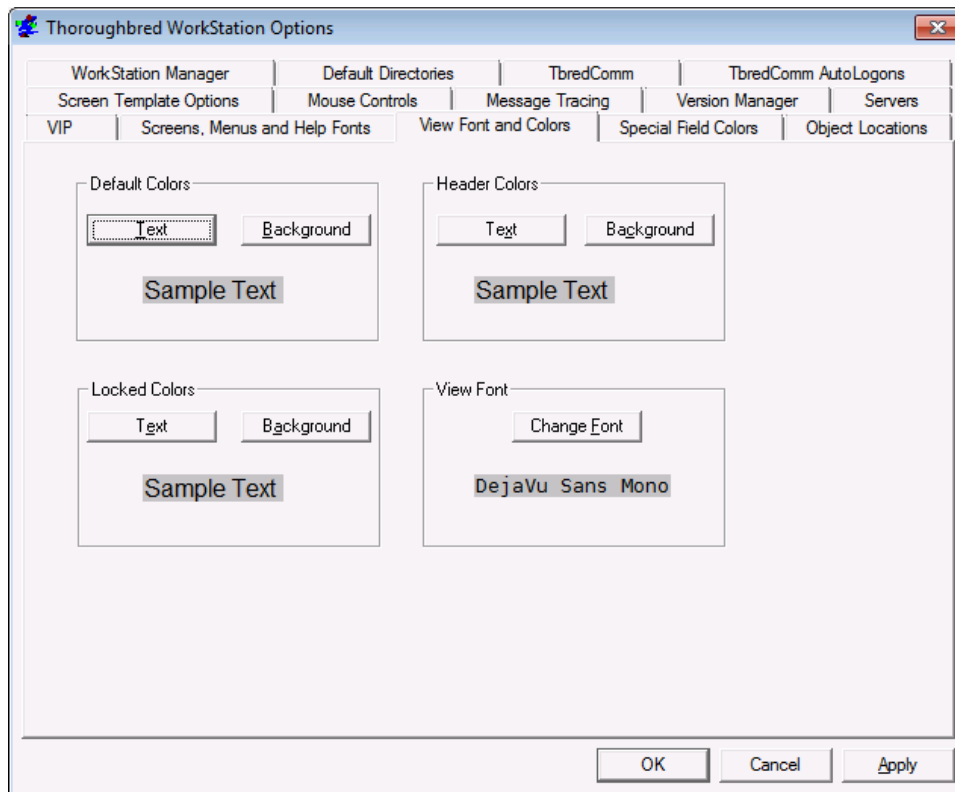 Thoroughbred WorkStation Options
WorkStation Manager Default Directories TbredComm TbredComm AutoLogons
Screen Template Options Mouse Controls Message Tracing Version Manager Servers
VIP Screens, Menus and Help Fonts View Font and Colors Special Field Colors Object Locations
Default Colors Header Colors
Text Background Text Background
Sample Text Sample Text
Locked Colors View Font
Text Background Change Font
Sample Text DejaVu Sans Mono
OK Cancel Apply